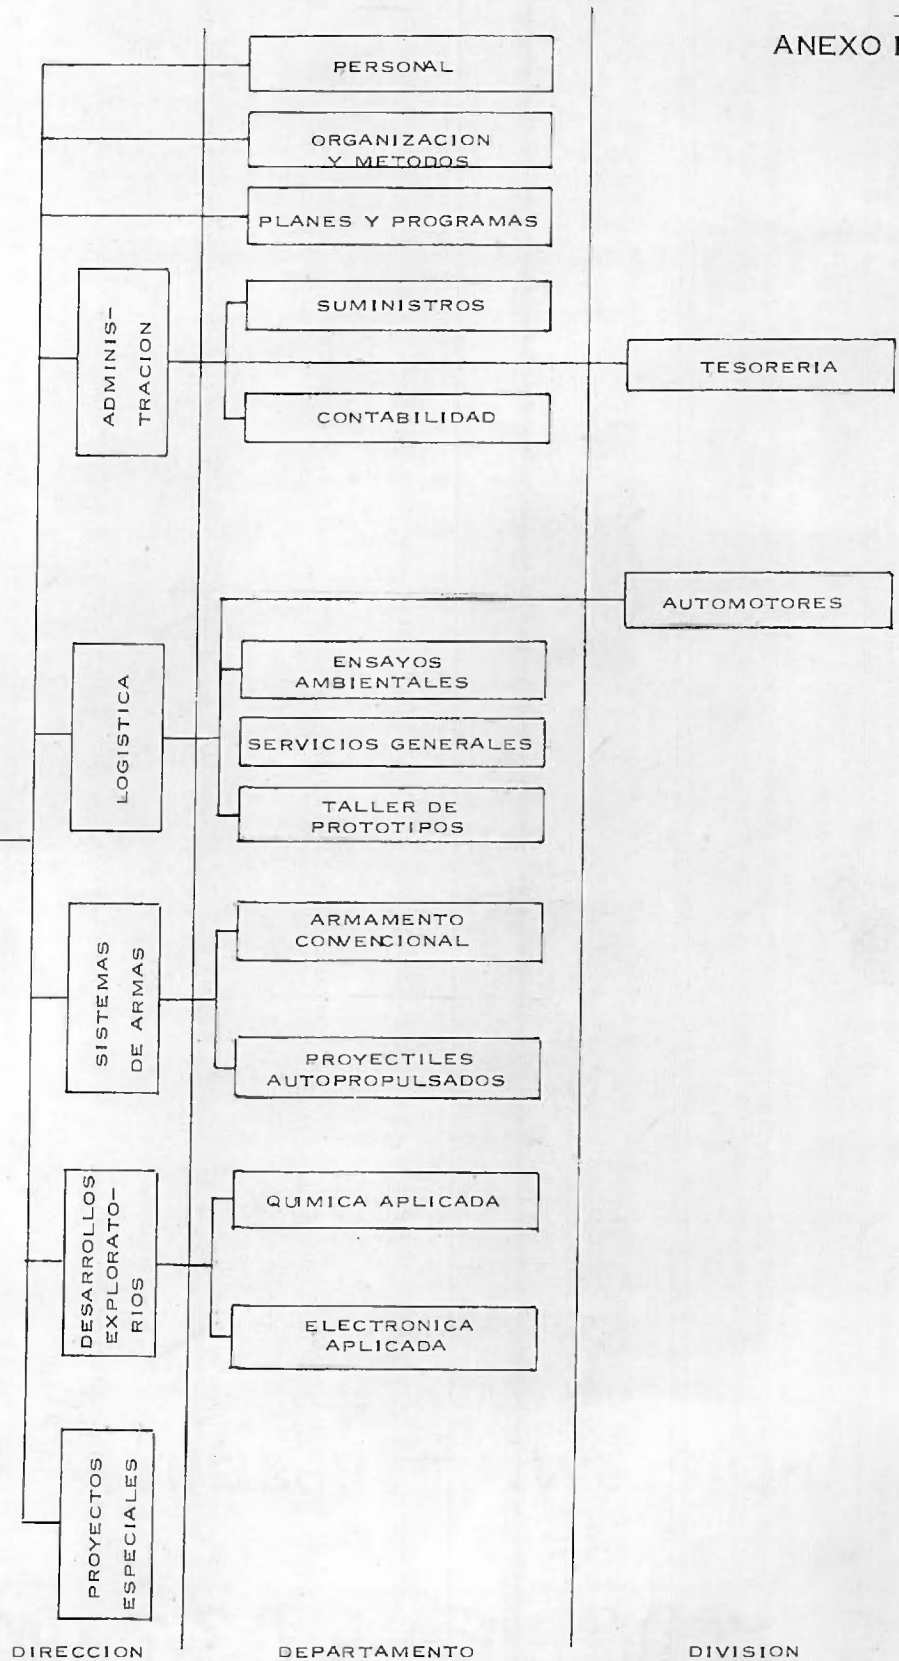 ANEXO I
PERSONAL
ORGANIZACION
Y METODOS
PLANES Y PROGRAMAS
ADMINIS-
TRACION
SUMINISTROS
TESORERIA
CONTABILIDAD
LOGISTICA
AUTOMOTORES
ENSAYOS
AMBIENTALES
SERVICIOS GENERALES
TALLER DE
PROTOTIPOS
SISTEMAS
DE ARMAS
ARMAMENTO
CONVENCIONAL
PROYECTILES
AUTOPROPULSADOS
DESARROLLOS
EXPLORATO-
RIOS
QUIMICA APLICADA
ELECTRONICA
APLICADA
PROYECTOS
ESPECIALES
DIRECCION
DEPARTAMENTO
DIVISION